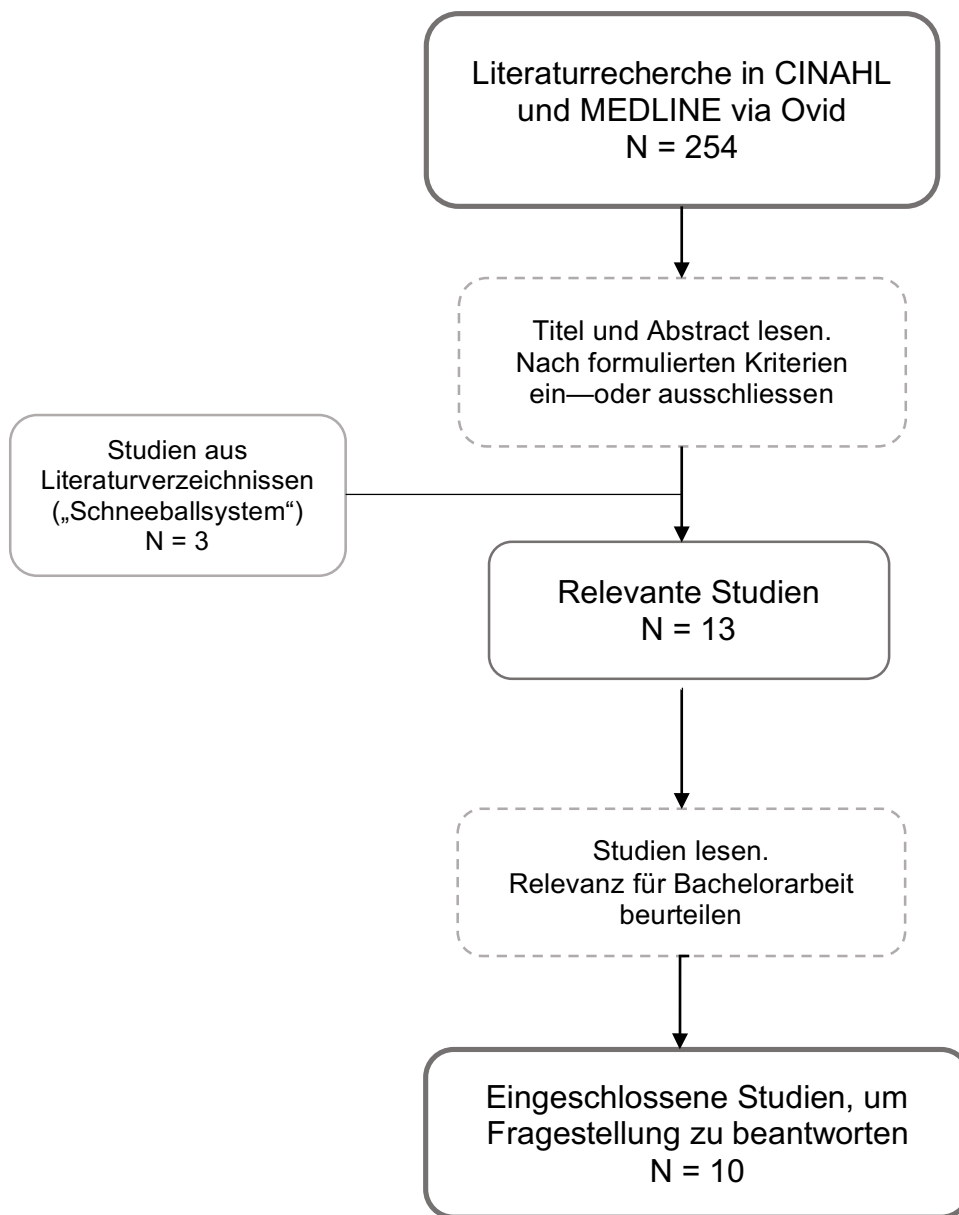 Literaturrecherche in CINAHL
und MEDLINE via Ovid
N = 254
Titel und Abstract lesen.
Nach formulierten Kriterien
ein—oder ausschliessen
Studien aus
Literaturverzeichnissen
(„Schneeballsystem“)
N = 3
Relevante Studien
N = 13
Studien lesen.
Relevanz für Bachelorarbeit
beurteilen
Eingeschlossene Studien, um
Fragestellung zu beantworten
N = 10